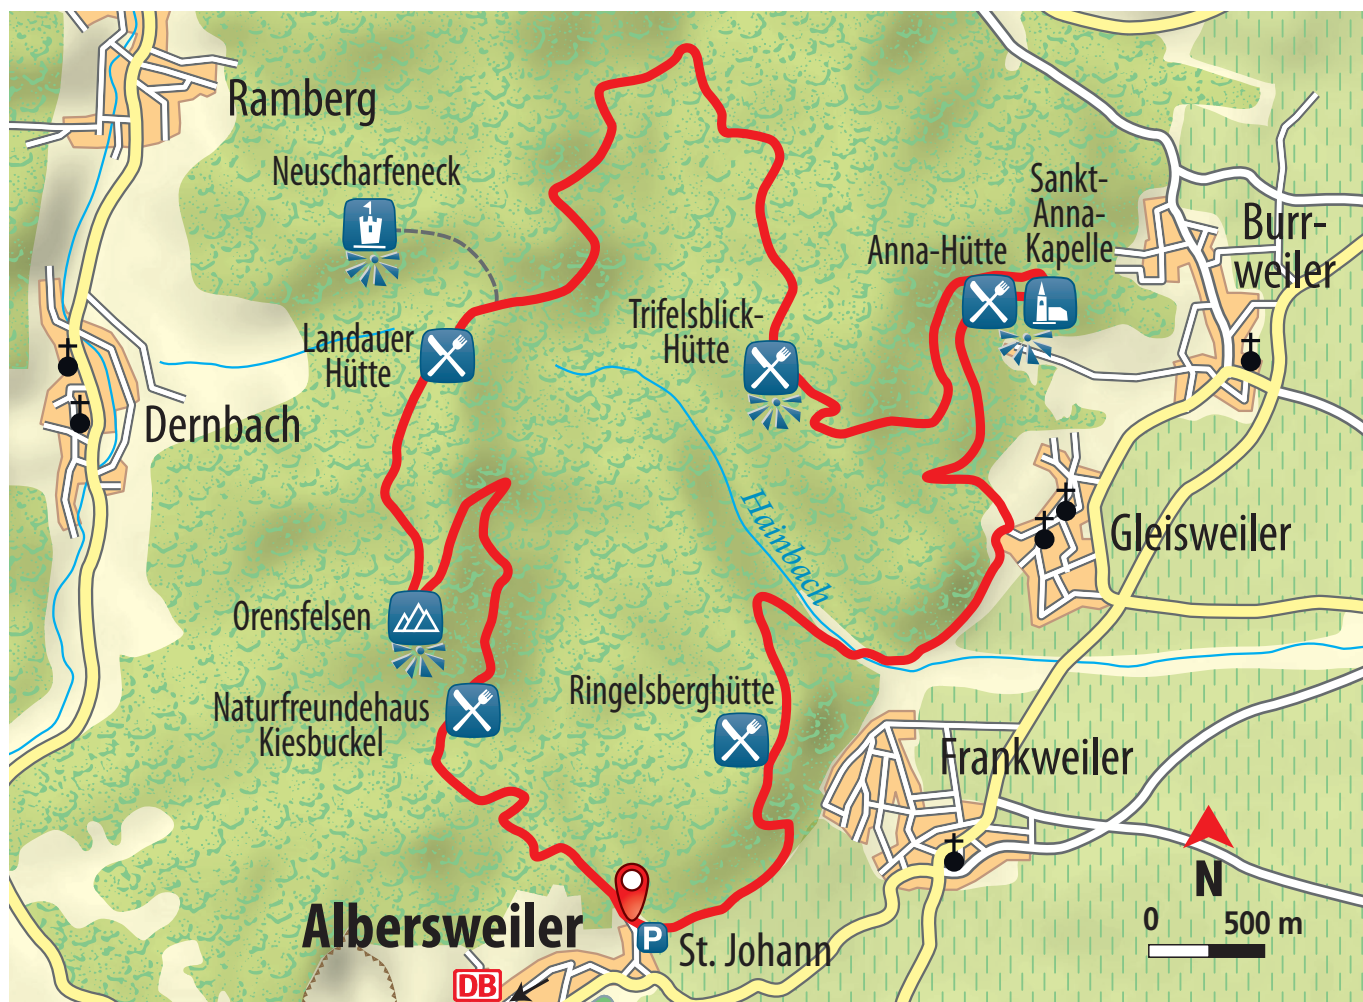 Ramberg
Neuscharfeneck
Sankt-
Anna-
Kapelle
Anna-Hütte
Burr-
weiler
Landauer
Hütte
Trifelsblick-
Hütte
Dernbach
Hainbach
Gleisweiler
Orensfelsen
Naturfreundehaus
Kiesbuckel
Ringelsberghütte
Frankweiler
N
0 500 m
Albersweiler
P
St. Johann
DB